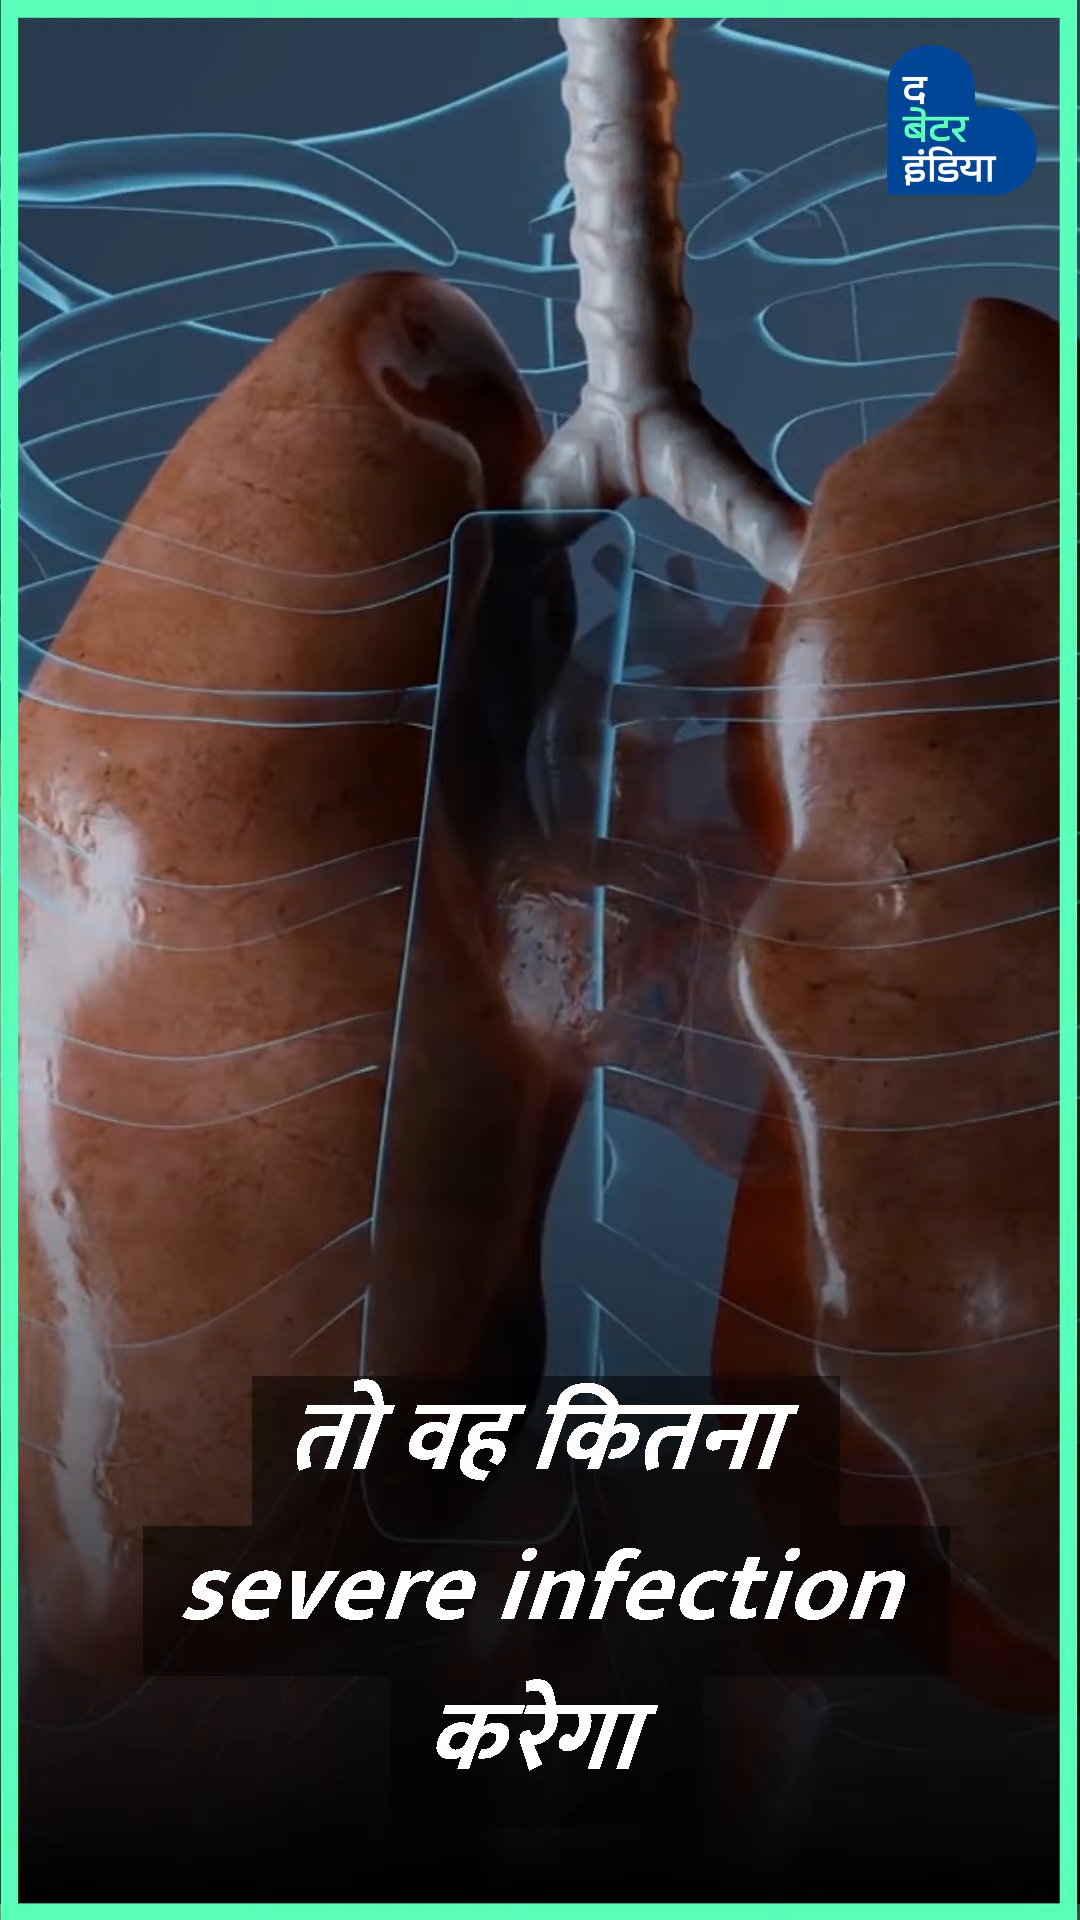 द
बेटर
इंडिया
तो वह कितना
severe infection
करेगा